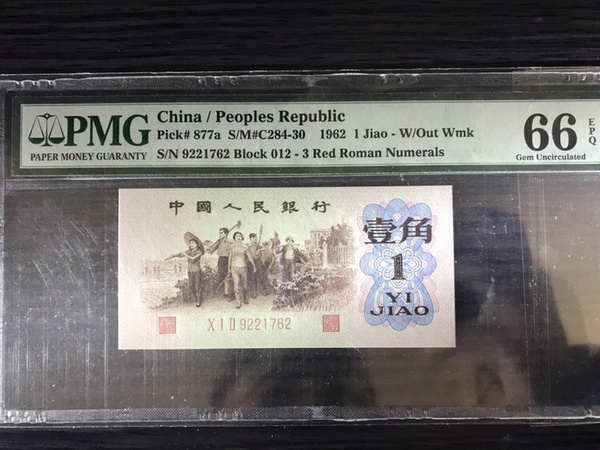 PMG
PAPER MONEY GUARANTY
China / Peoples Republic
Pick# 877a S/M#C284-30 1962 1 Jiao - W/Out Wmk
S/N 9221762 Block 012 - 3 Red Roman Numerals
66
EPQ
Gem Uncirculated
中國人民銀行
壹角
1
YI
JIAO
X I II 9221762